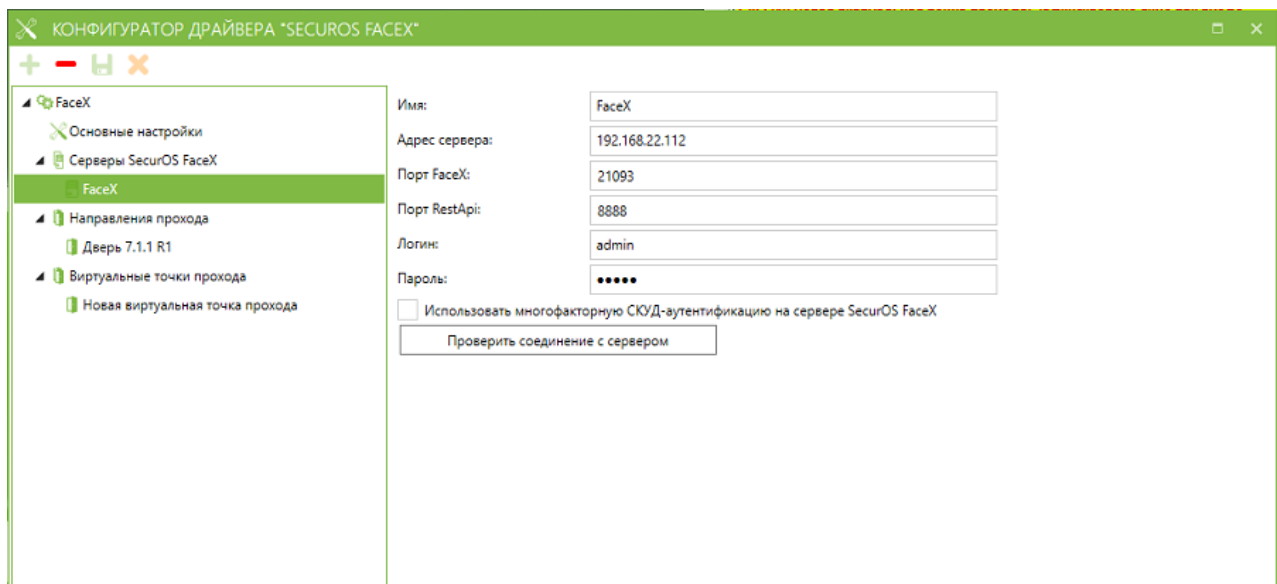 КОНФИГУРАТОР ДРАЙВЕРА "SECUROS FACEX"
FaceX
Основные настройки
Серверы SecurOS FaceX
FaceX
Направления прохода
Дверь 7.1.1 R1
Виртуальные точки прохода
Новая виртуальная точка прохода
Имя: FaceX
Адрес сервера: 192.168.22.112
Порт FaceX: 21093
Порт RestApi: 8888
Логин: admin
Пароль: •••••
Использовать многофакторную СКУД-аутентификацию на сервере SecurOS FaceX
Проверить соединение с сервером